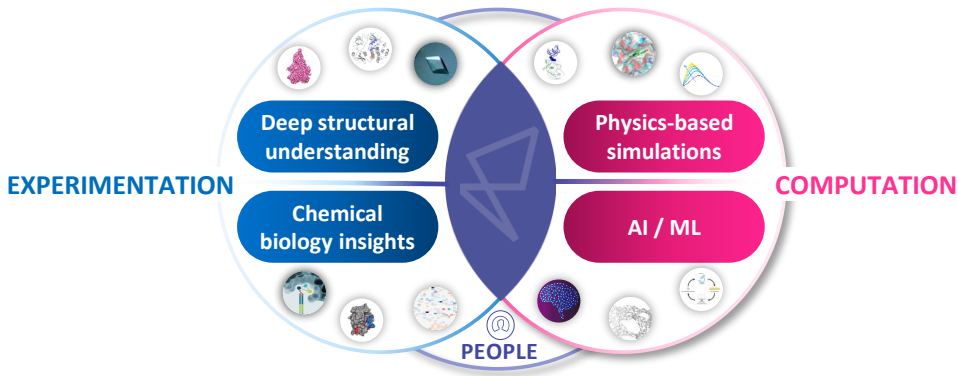 Deep structural
understanding
Physics-based
simulations
EXPERIMENTATION
COMPUTATION
Chemical
biology insights
AI / ML
PEOPLE